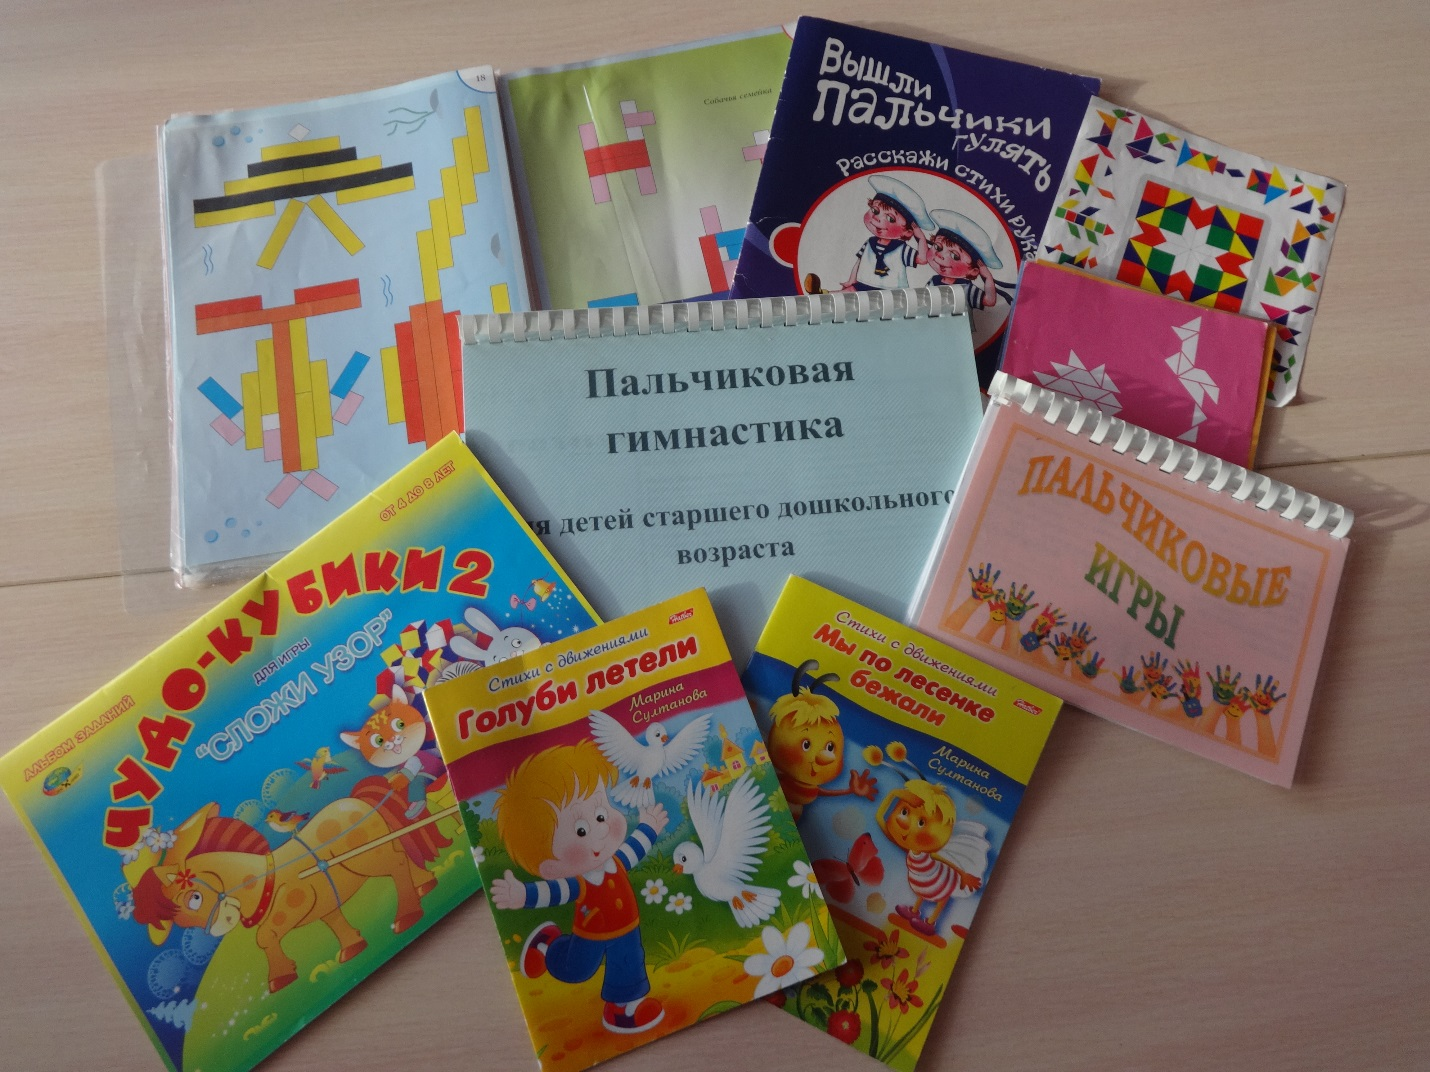 18
Собачья семейка
Вышли
пальчики
гулять
Расскажи стихи рука
Пальчиковая
гимнастика
я детей старшего дошкольного
возраста
ПАЛЬЧИКОВЫЕ
ИГРЫ
ОТ 4 ДО 8 ЛЕТ
ЧУДО-КУБИКИ 2
ДЛЯ ИГРЫ
"СЛОЖИ УЗОР"
АЛЬБОМ ЗАДАНИЙ
Hatber
Стихи с движениями
Голуби летели
Марина
Султанова
Стихи с движениями
Мы по лесенке
бежали
Hatber
Марина
Султанова